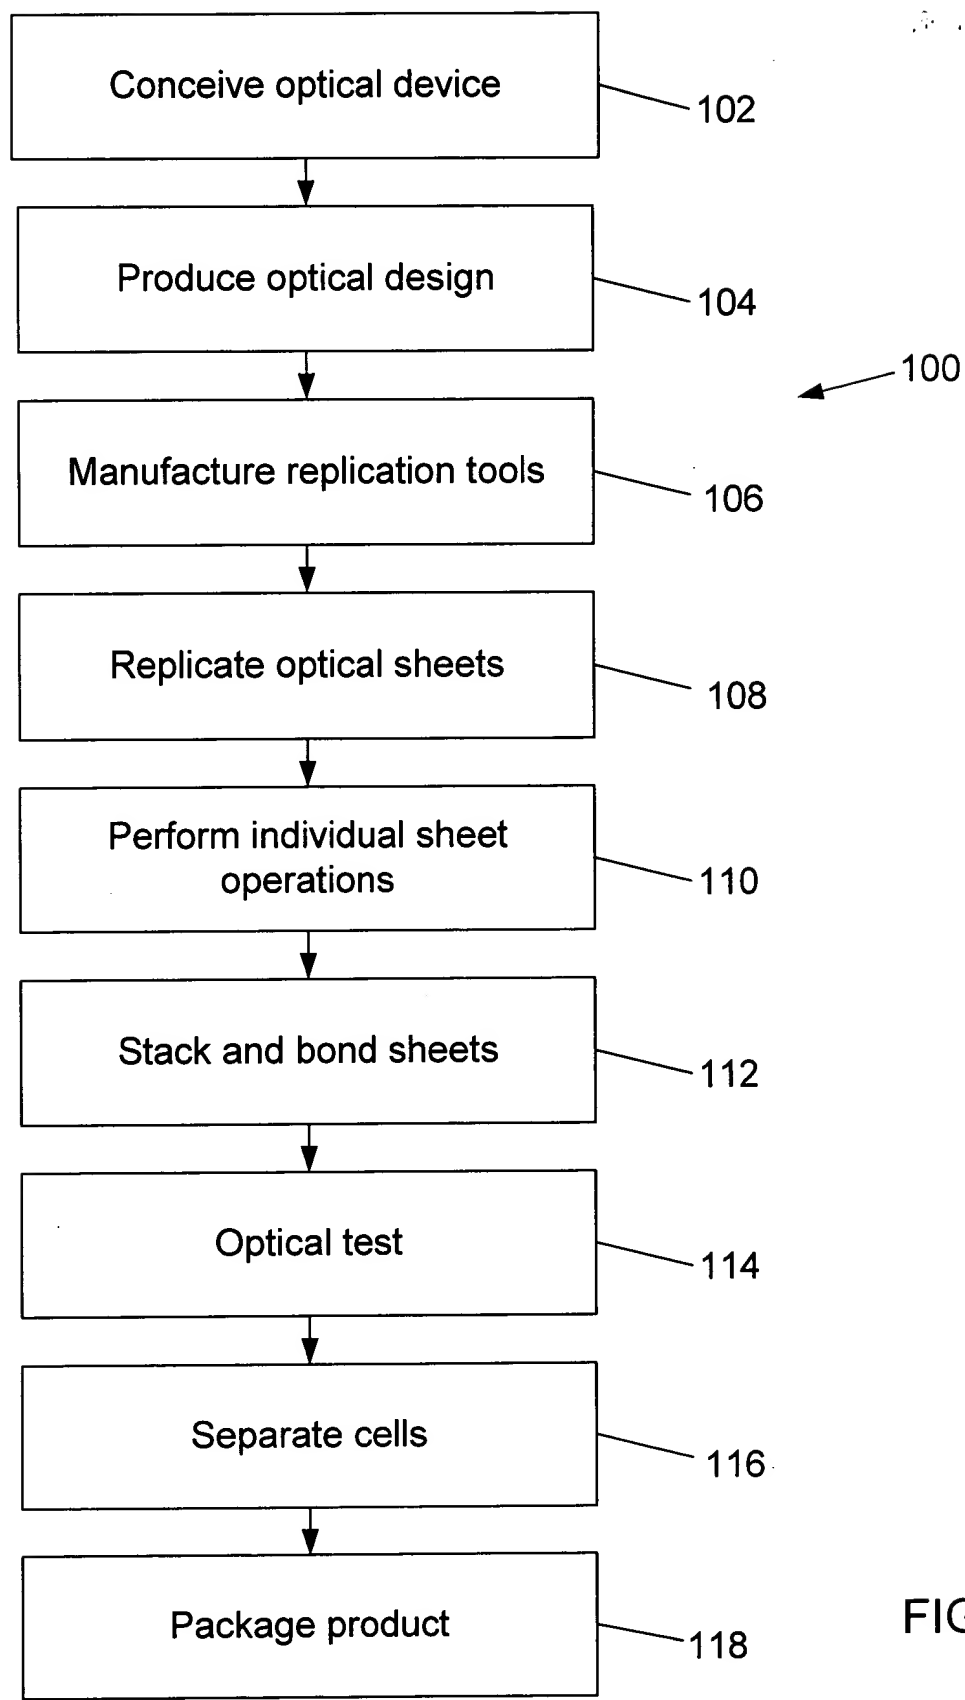 Conceive optical device
102
Produce optical design
104
100
Manufacture replication tools
106
Replicate optical sheets
108
Perform individual sheet
operations
110
Stack and bond sheets
112
Optical test
114
Separate cells
116
Package product
118
FIG